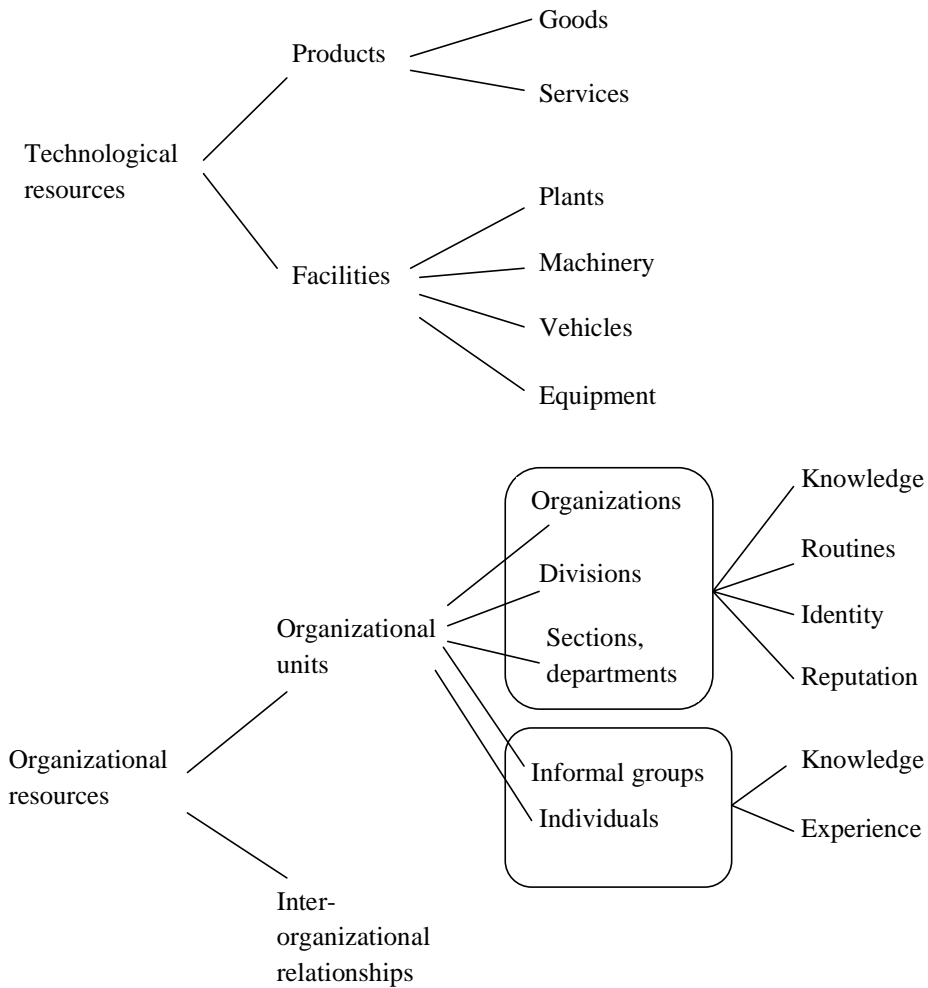 Goods
Products
Services
Technological
resources
Plants
Facilities
Machinery
Vehicles
Equipment
Knowledge
Organizations
Routines
Divisions
Identity
Organizational
units
Sections,
departments
Reputation
Organizational
resources
Informal groups
Individuals
Knowledge
Experience
Inter-
organizational
relationships